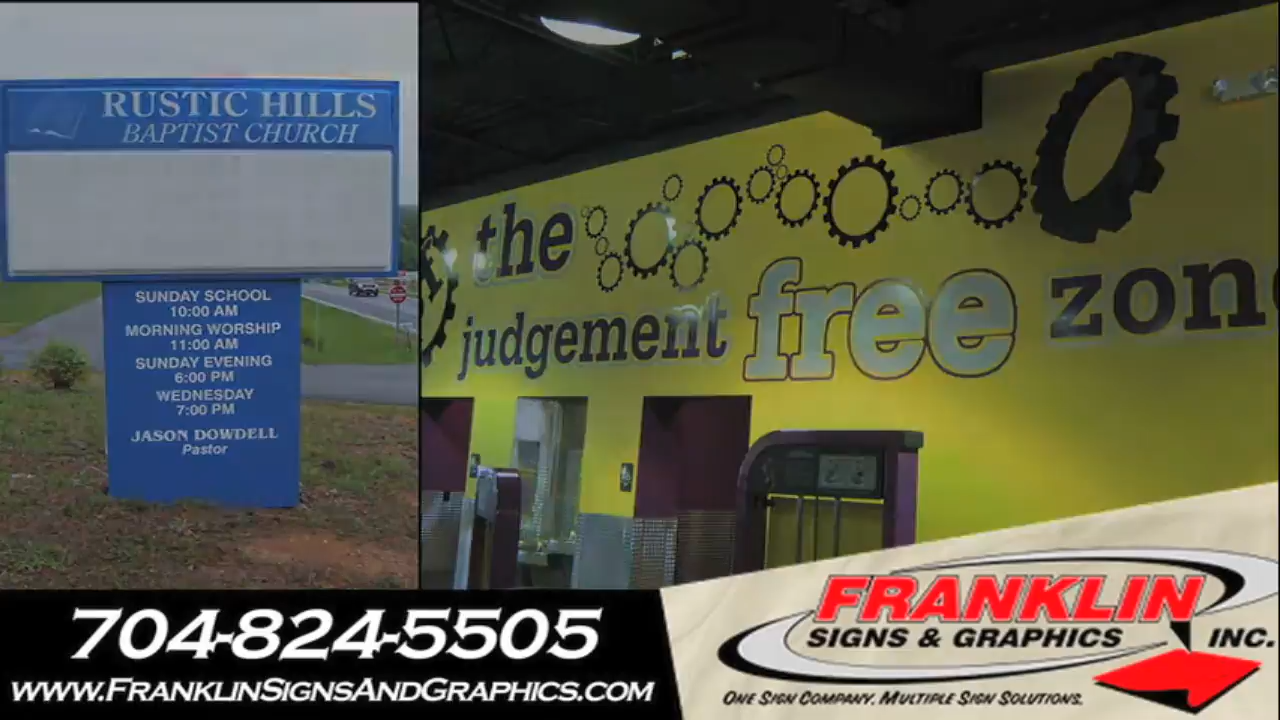 RUSTIC HILLS
BAPTIST CHURCH
SUNDAY SCHOOL
10:00 AM
MORNING WORSHIP
11:00 AM
SUNDAY EVENING
6:00 PM
WEDNESDAY
7:00 PM
JASON DOWDELL
Pastor
the
judgement free zone
704-824-5505
WWW.FRANKLINSIGNSANDGRAPHICS.COM
FRANKLIN
SIGNS & GRAPHICS INC.
ONE SIGN COMPANY. MULTIPLE SIGN SOLUTIONS.